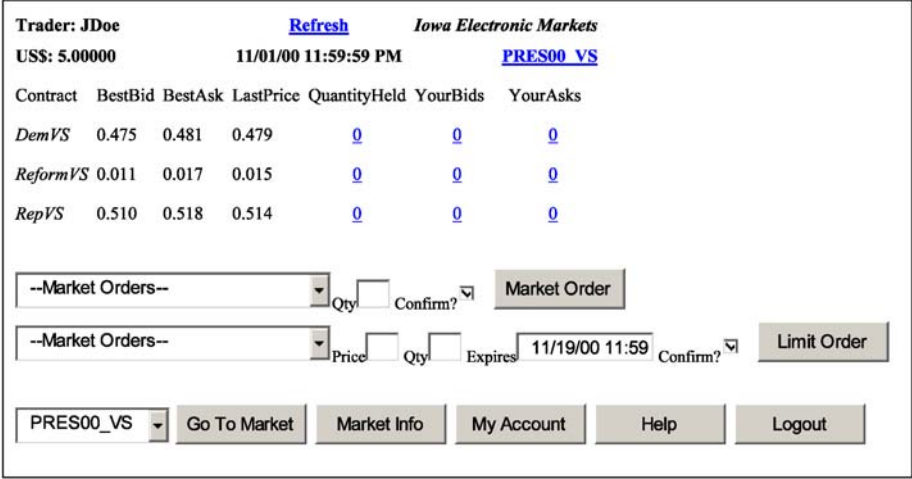 Trader: JDoe Refresh Iowa Electronic Markets
US$: 5.00000 11/01/00 11:59:59 PM PRES00_VS
Contract BestBid BestAsk LastPrice QuantityHeld YourBids YourAsks
DemVS 0.475 0.481 0.479 0 0 0
ReformVS 0.011 0.017 0.015 0 0 0
RepVS 0.510 0.518 0.514 0 0 0
--Market Orders-- Qty Confirm? Market Order
--Market Orders-- Price Qty Expires 11/19/00 11:59 Confirm? Limit Order
PRES00_VS Go To Market Market Info My Account Help Logout